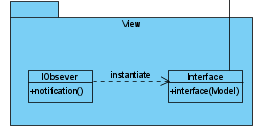 View
IObsever
+notification()
instantiate
Interface
+interface(Model)